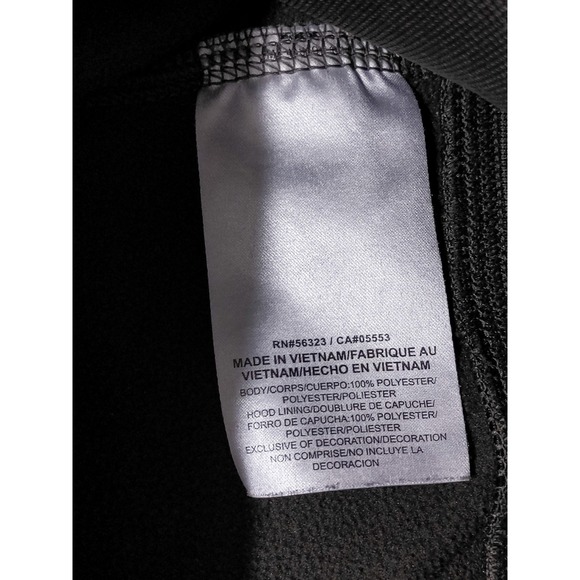 RN#56323 / CA#05553
MADE IN VIETNAM/FABRIQUE AU
VIETNAM/HECHO EN VIETNAM
BODY/CORPS/CUERPO:100% POLYESTER/
POLYESTER/POLIESTER
HOOD LINING/DOUBLURE DE CAPUCHE/
FORRO DE CAPUCHA:100% POLYESTER/
POLYESTER/POLIESTER
EXCLUSIVE OF DECORATION/DECORATION
NON COMPRISE/NO INCLUYE LA
DECORACION